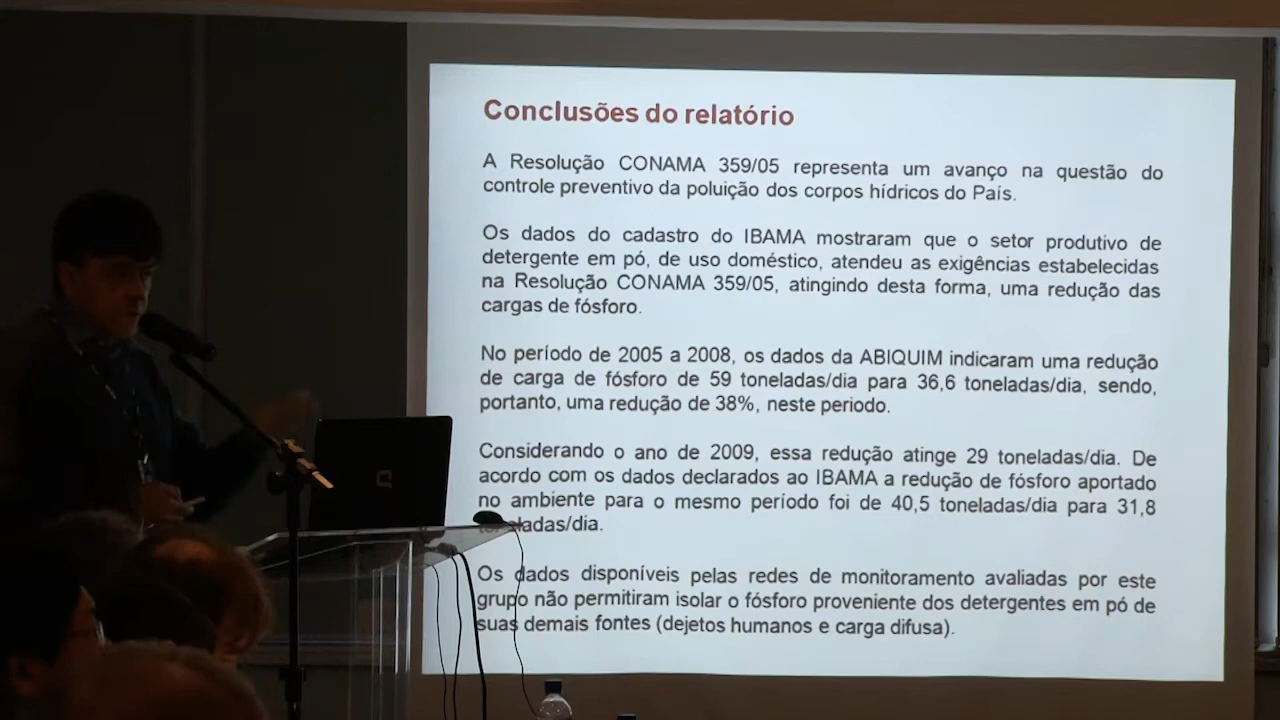 Conclusões do relatório
A Resolução CONAMA 359/05 representa um avanço na questão do
controle preventivo da poluição dos corpos hídricos do País.
Os dados do cadastro do IBAMA mostraram que o setor produtivo de
detergente em pó, de uso doméstico, atendeu as exigências estabelecidas
na Resolução CONAMA 359/05, atingindo desta forma, uma redução das
cargas de fósforo.
No período de 2005 a 2008, os dados da ABIQUIM indicaram uma redução
de carga de fósforo de 59 toneladas/dia para 36,6 toneladas/dia, sendo,
portanto, uma redução de 38%, neste periodo.
Considerando o ano de 2009, essa redução atinge 29 toneladas/dia. De
acordo com os dados declarados ao IBAMA a redução de fósforo aportado
no ambiente para o mesmo período foi de 40,5 toneladas/dia para 31,8
toneladas/dia.
Os dados disponíveis pelas redes de monitoramento avaliadas por este
grupo não permitiram isolar o fósforo proveniente dos detergentes em pó de
suas demais fontes (dejetos humanos e carga difusa).